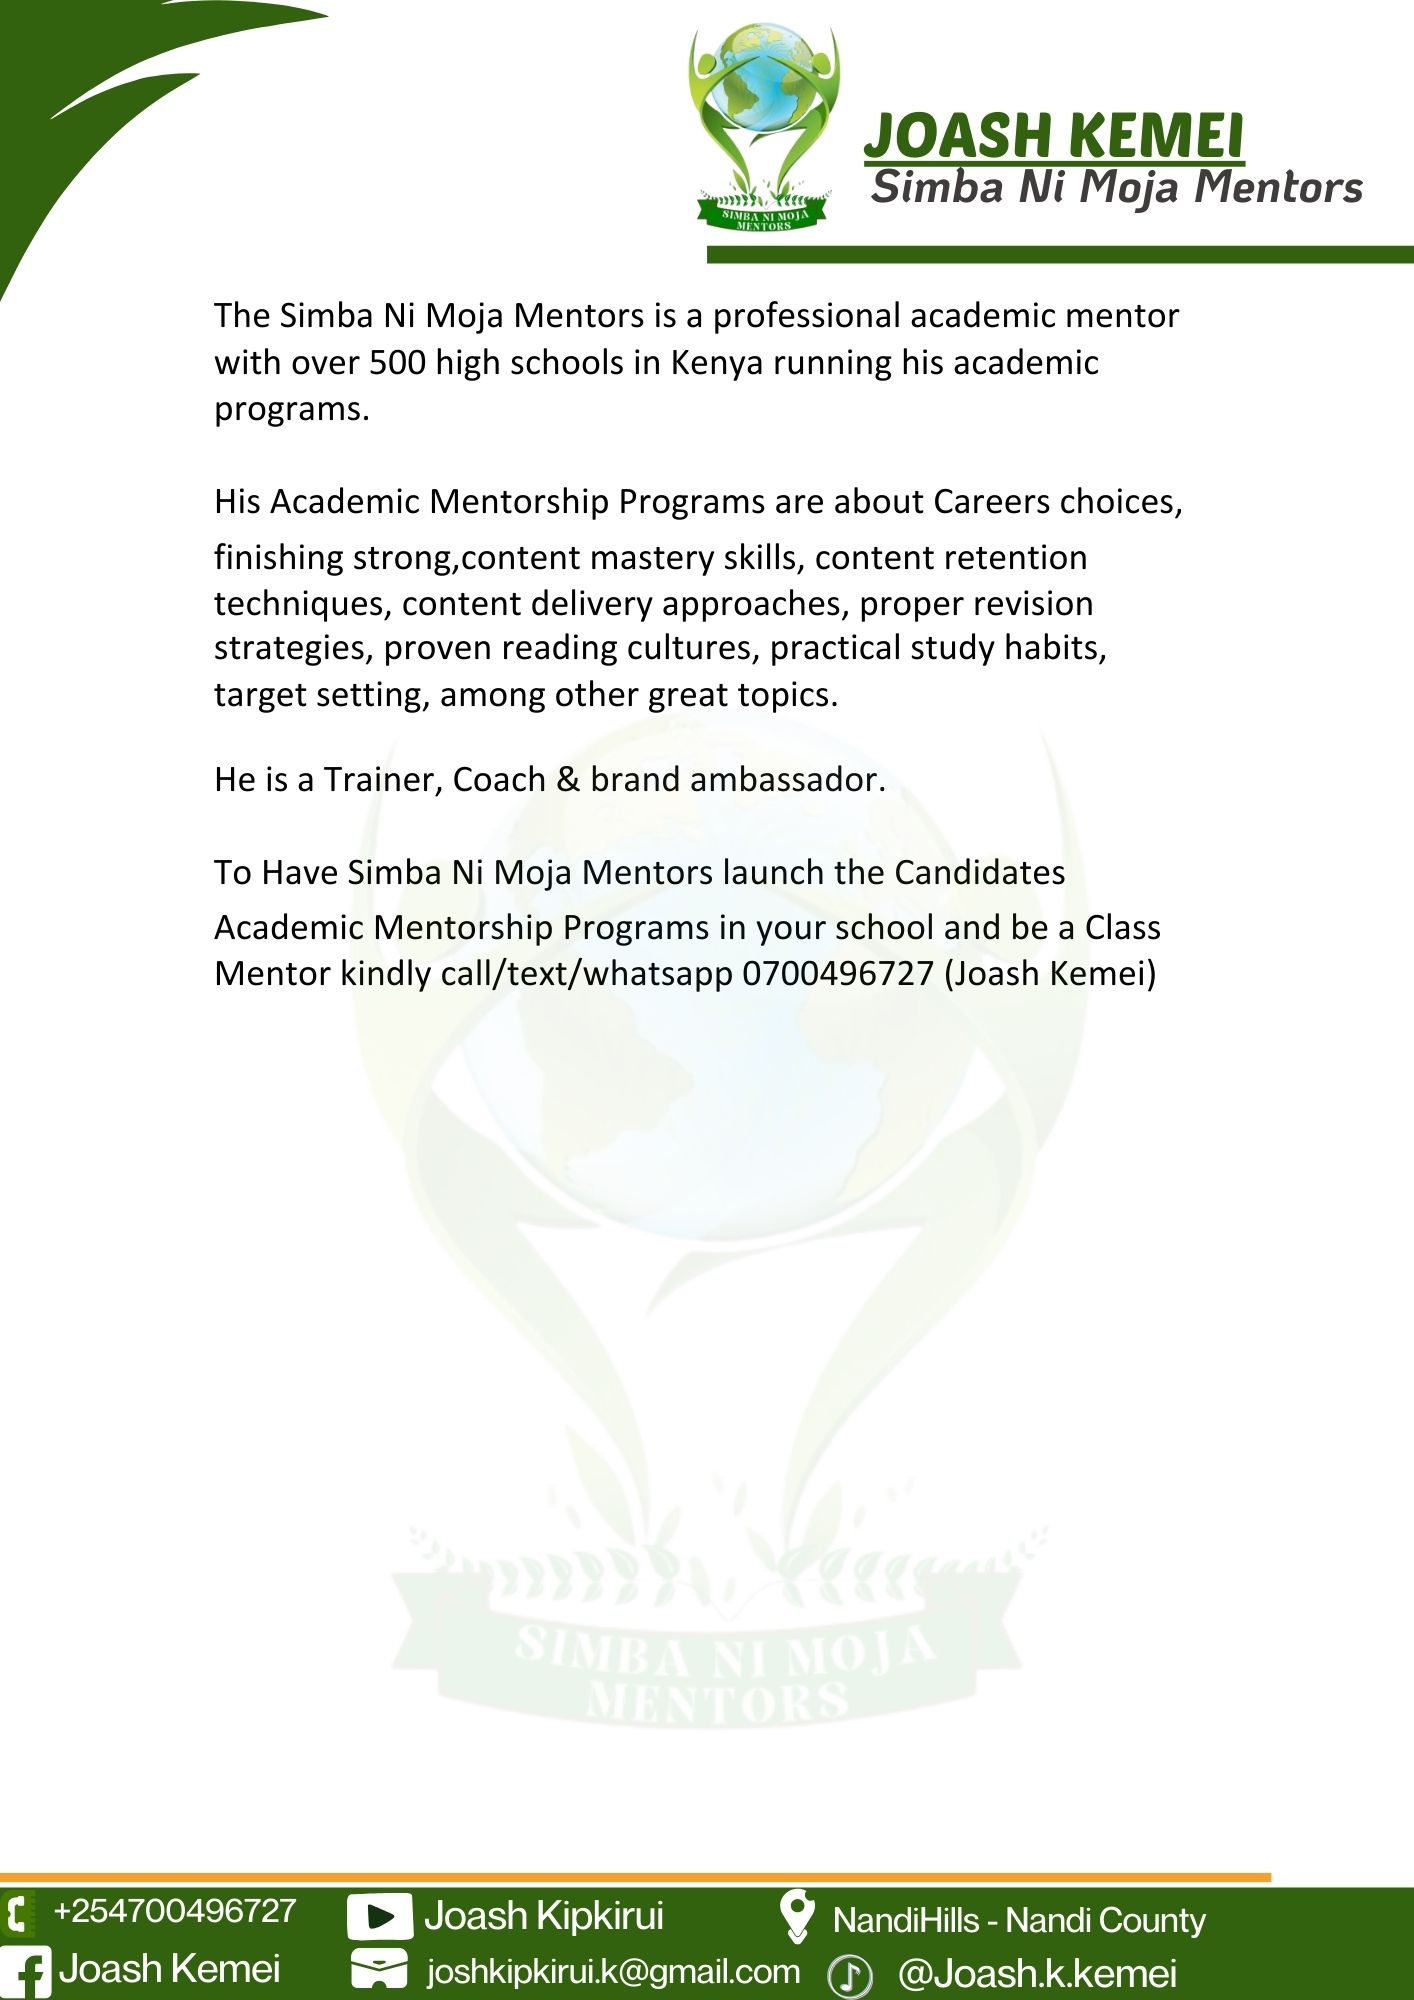 SIMBA NI MOJA
MENTORS
JOASH KEMEI
Simba Ni Moja Mentors
The Simba Ni Moja Mentors is a professional academic mentor
with over 500 high schools in Kenya running his academic
programs.
His Academic Mentorship Programs are about Careers choices,
finishing strong,content mastery skills, content retention
techniques, content delivery approaches, proper revision
strategies, proven reading cultures, practical study habits,
target setting, among other great topics.
He is a Trainer, Coach & brand ambassador.
To Have Simba Ni Moja Mentors launch the Candidates
Academic Mentorship Programs in your school and be a Class
Mentor kindly call/text/whatsapp 0700496727 (Joash Kemei)
SIMBA NI MOJA
MENTORS
+254700496727
Joash Kipkirui
NandiHills - Nandi County
Joash Kemei
joshkipkirui.k@gmail.com
@Joash.k.kemei